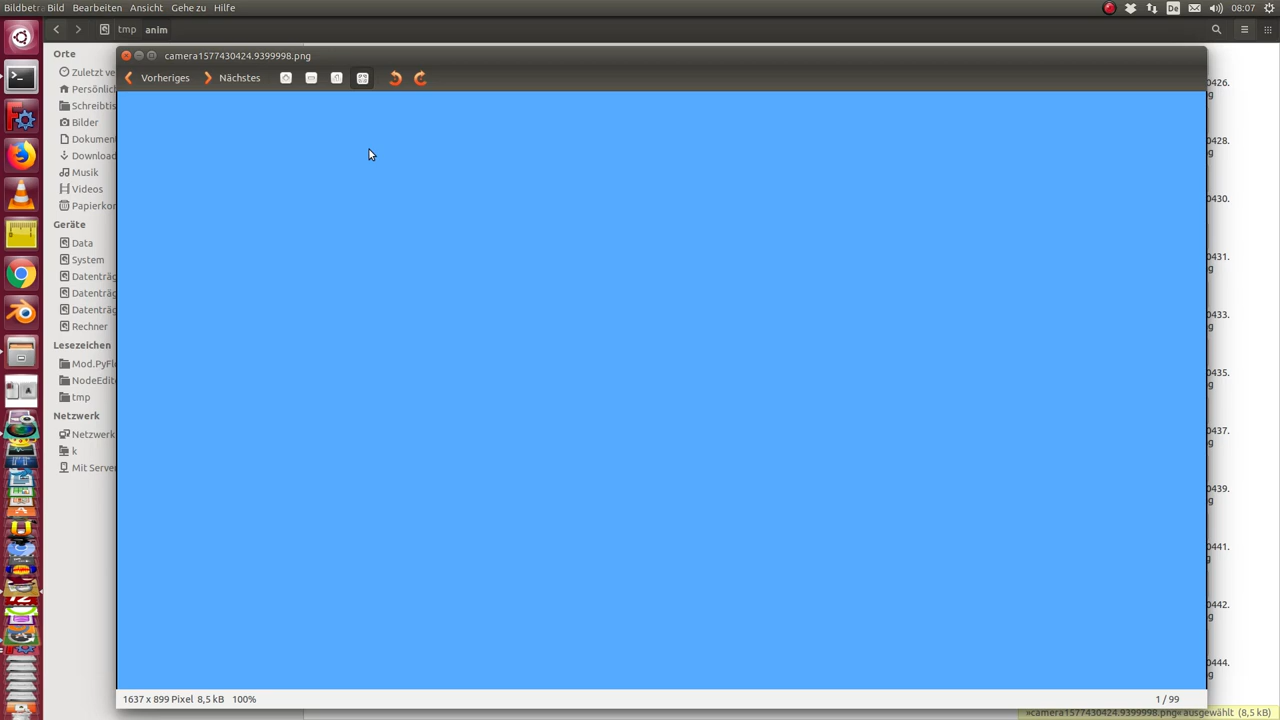 Bildbetr Bild Bearbeiten Ansicht Gehe zu Hilfe
De
08:07
tmp anim
Orte
Zuletzt ve
Persönlich
Schreibtis
Bilder
Dokument
Download
Musik
Videos
Papierkor
Geräte
Data
System
Datenträg
Datenträg
Datenträg
Rechner
Lesezeichen
Mod.PyFl
NodeEdit
tmp
Netzwerk
Netzwerk
k
Mit Server
camera1577430424.9399998.png
Vorheriges Nächstes
1637 x 899 Pixel 8,5 kB 100%
1 / 99
0426.
g
0428.
g
0430.
0431.
g
0433.
g
0435.
g
0437.
g
0439.
g
0441.
g
0442.
g
0444.
g
»camera1577430424.9399998.png« ausgewählt (8,5 kB)